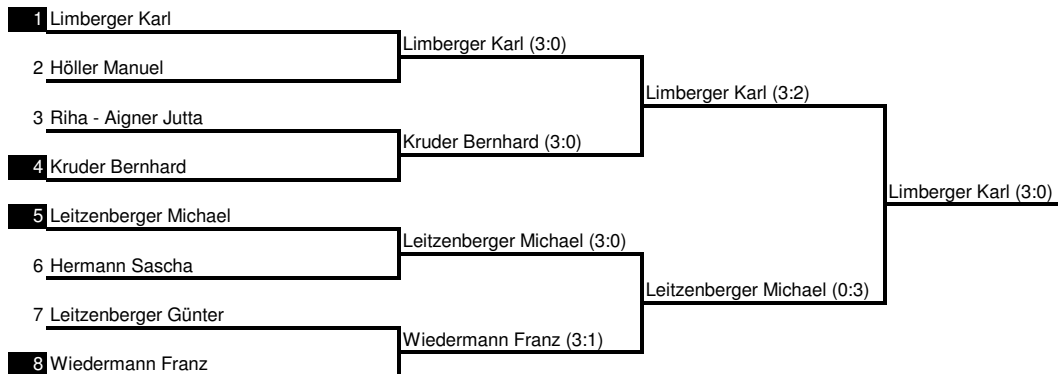 1 Limberger Karl
Limberger Karl (3:0)
2 Höller Manuel
Limberger Karl (3:2)
3 Riha - Aigner Jutta
Kruder Bernhard (3:0)
4 Kruder Bernhard
Limberger Karl (3:0)
5 Leitzenberger Michael
Leitzenberger Michael (3:0)
6 Hermann Sascha
Leitzenberger Michael (0:3)
7 Leitzenberger Günter
Wiedermann Franz (3:1)
8 Wiedermann Franz